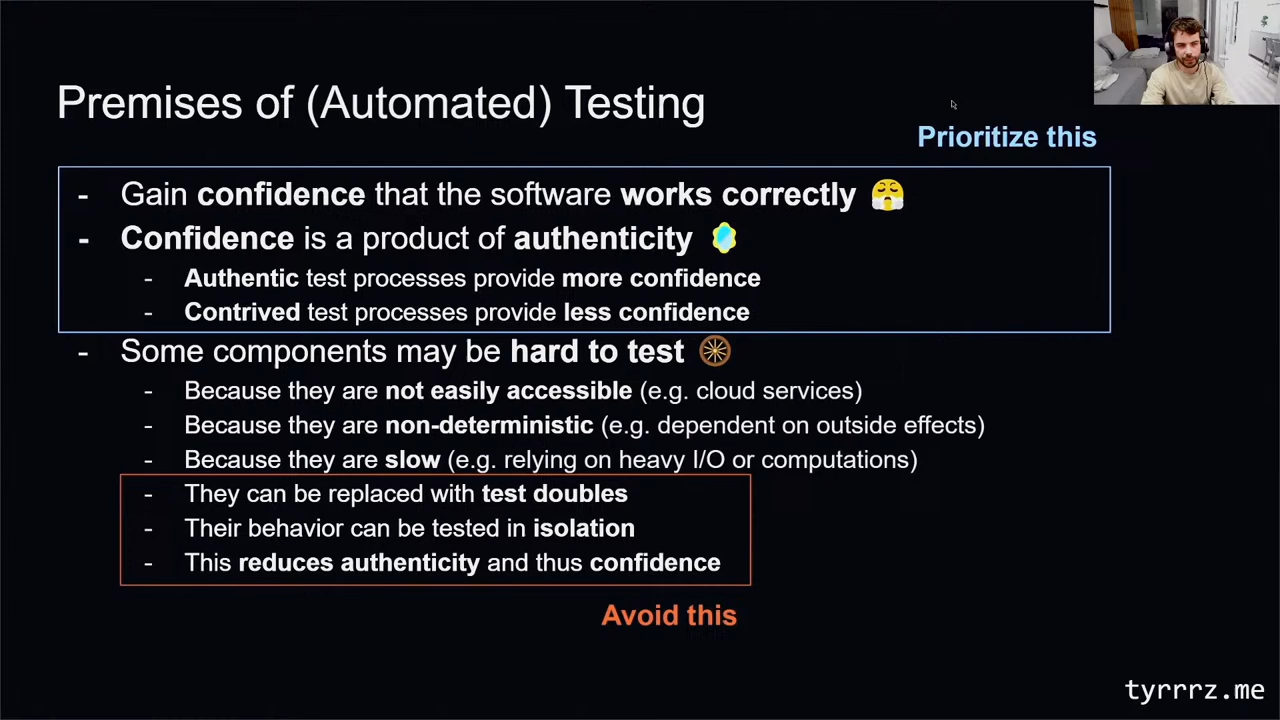 Premises of (Automated) Testing
Prioritize this
- Gain confidence that the software works correctly
- Confidence is a product of authenticity
- Authentic test processes provide more confidence
- Contrived test processes provide less confidence
- Some components may be hard to test
- Because they are not easily accessible (e.g. cloud services)
- Because they are non-deterministic (e.g. dependent on outside effects)
- Because they are slow (e.g. relying on heavy I/O or computations)
- They can be replaced with test doubles
- Their behavior can be tested in isolation
- This reduces authenticity and thus confidence
Avoid this
tyrrrz.me